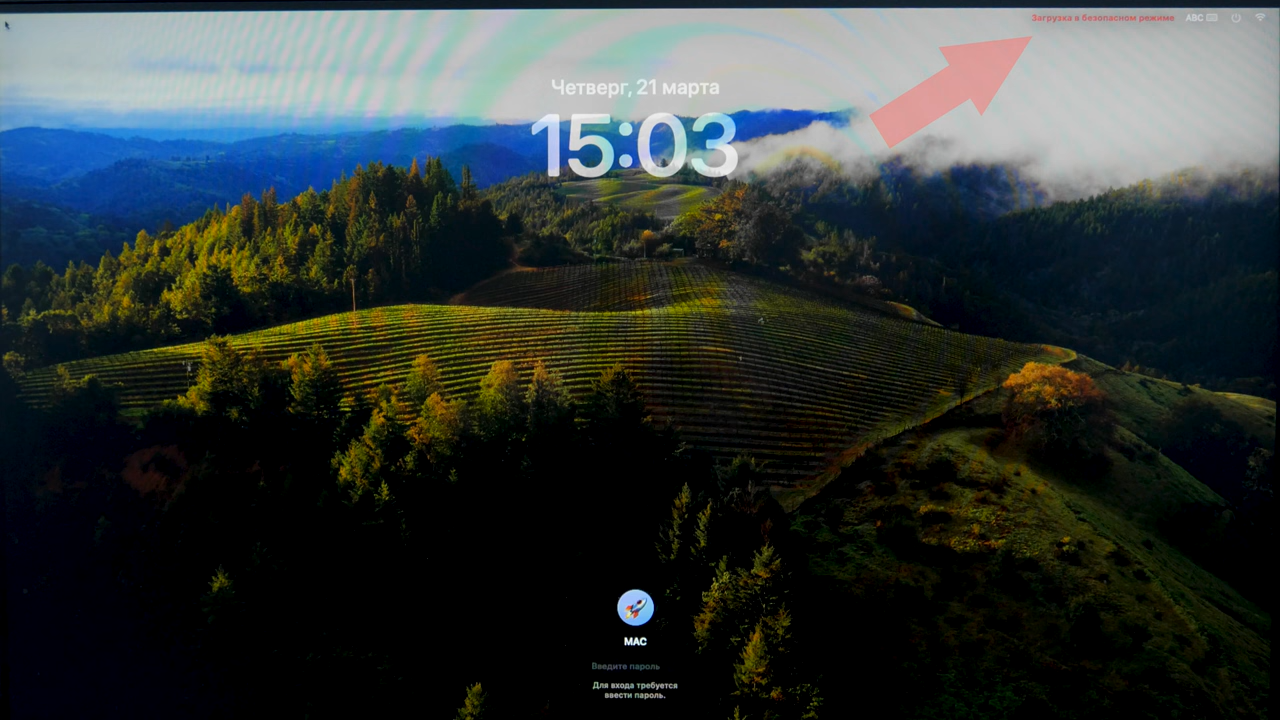 Загрузка в безопасном режиме ABC
Четверг, 21 марта
15:03
MAC
Введите пароль
Для входа требуется
ввести пароль.